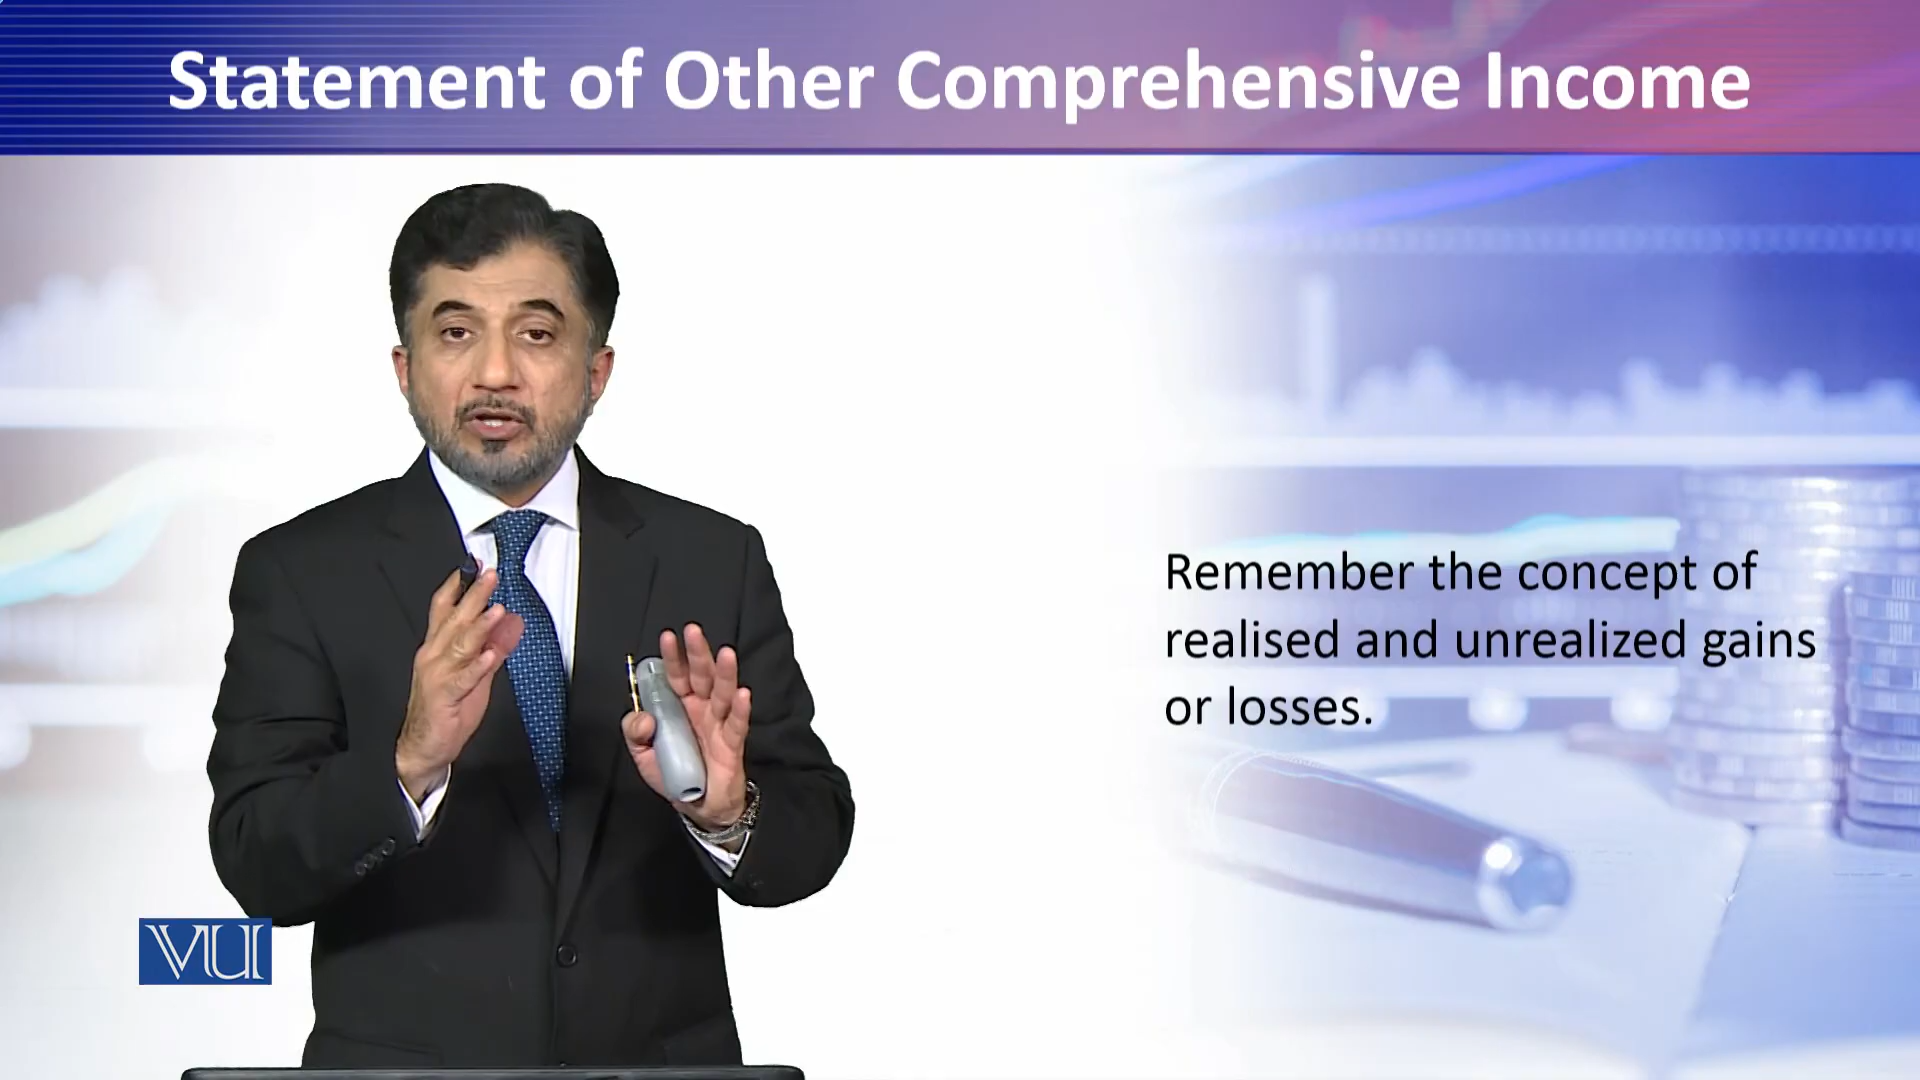 Statement of Other Comprehensive Income
Remember the concept of
realised and unrealized gains
or losses.
VU